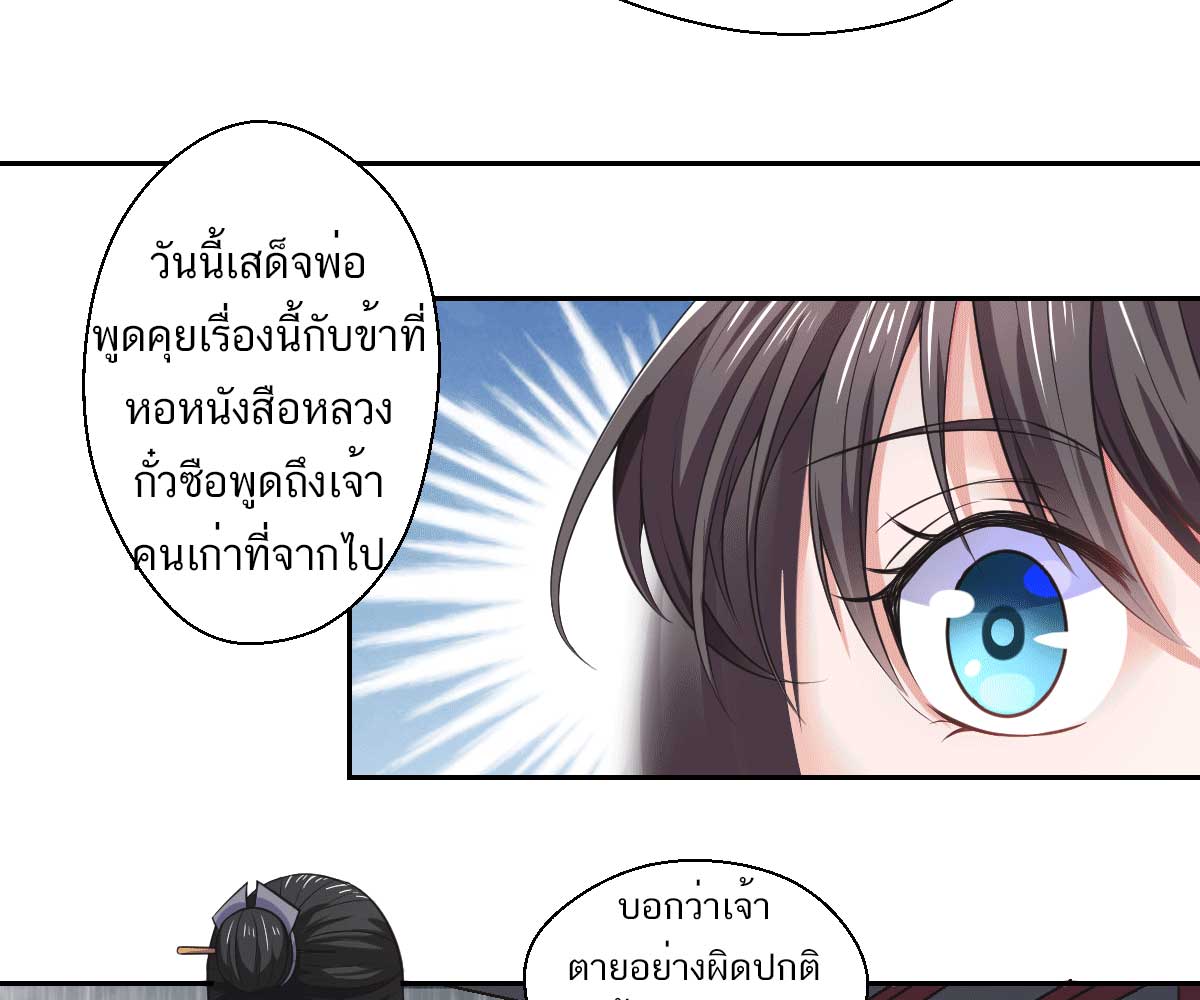 วันนี้เสด็จพ่อ
พูดคุยเรื่องนี้กับข้าที่
หอหนังสือหลวง
กั๋วซือพูดถึงเจ้า
คนเก่าที่จากไป
บอกว่าเจ้า
ตายอย่างผิดปกติ